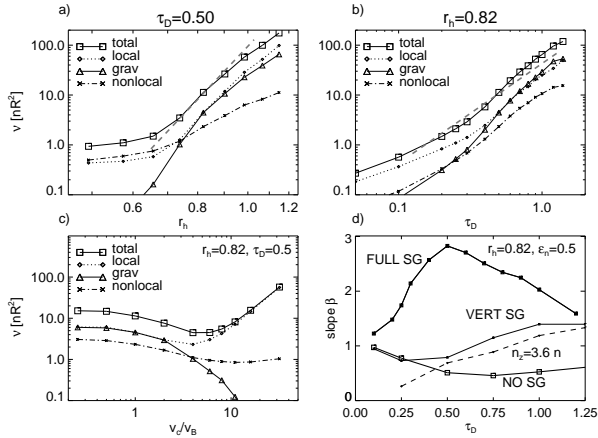 a) τ_D=0.50
total
local
grav
nonlocal
ν [nR²]
100.0
10.0
1.0
0.1
0.6 0.8 1.0 1.2
r_h
b) r_h=0.82
total
local
grav
nonlocal
ν [nR²]
100.0
10.0
1.0
0.1
0.1 1.0
τ_D
c)
r_h=0.82, τ_D=0.5
total
local
grav
nonlocal
ν [nR²]
100.0
10.0
1.0
0.1
1 10
v_c/v_B
d)
r_h=0.82, ε_n=0.5
FULL SG
VERT SG
n_z=3.6 n
NO SG
slope β
3
2
1
0
0.00 0.25 0.50 0.75 1.00 1.25
τ_D